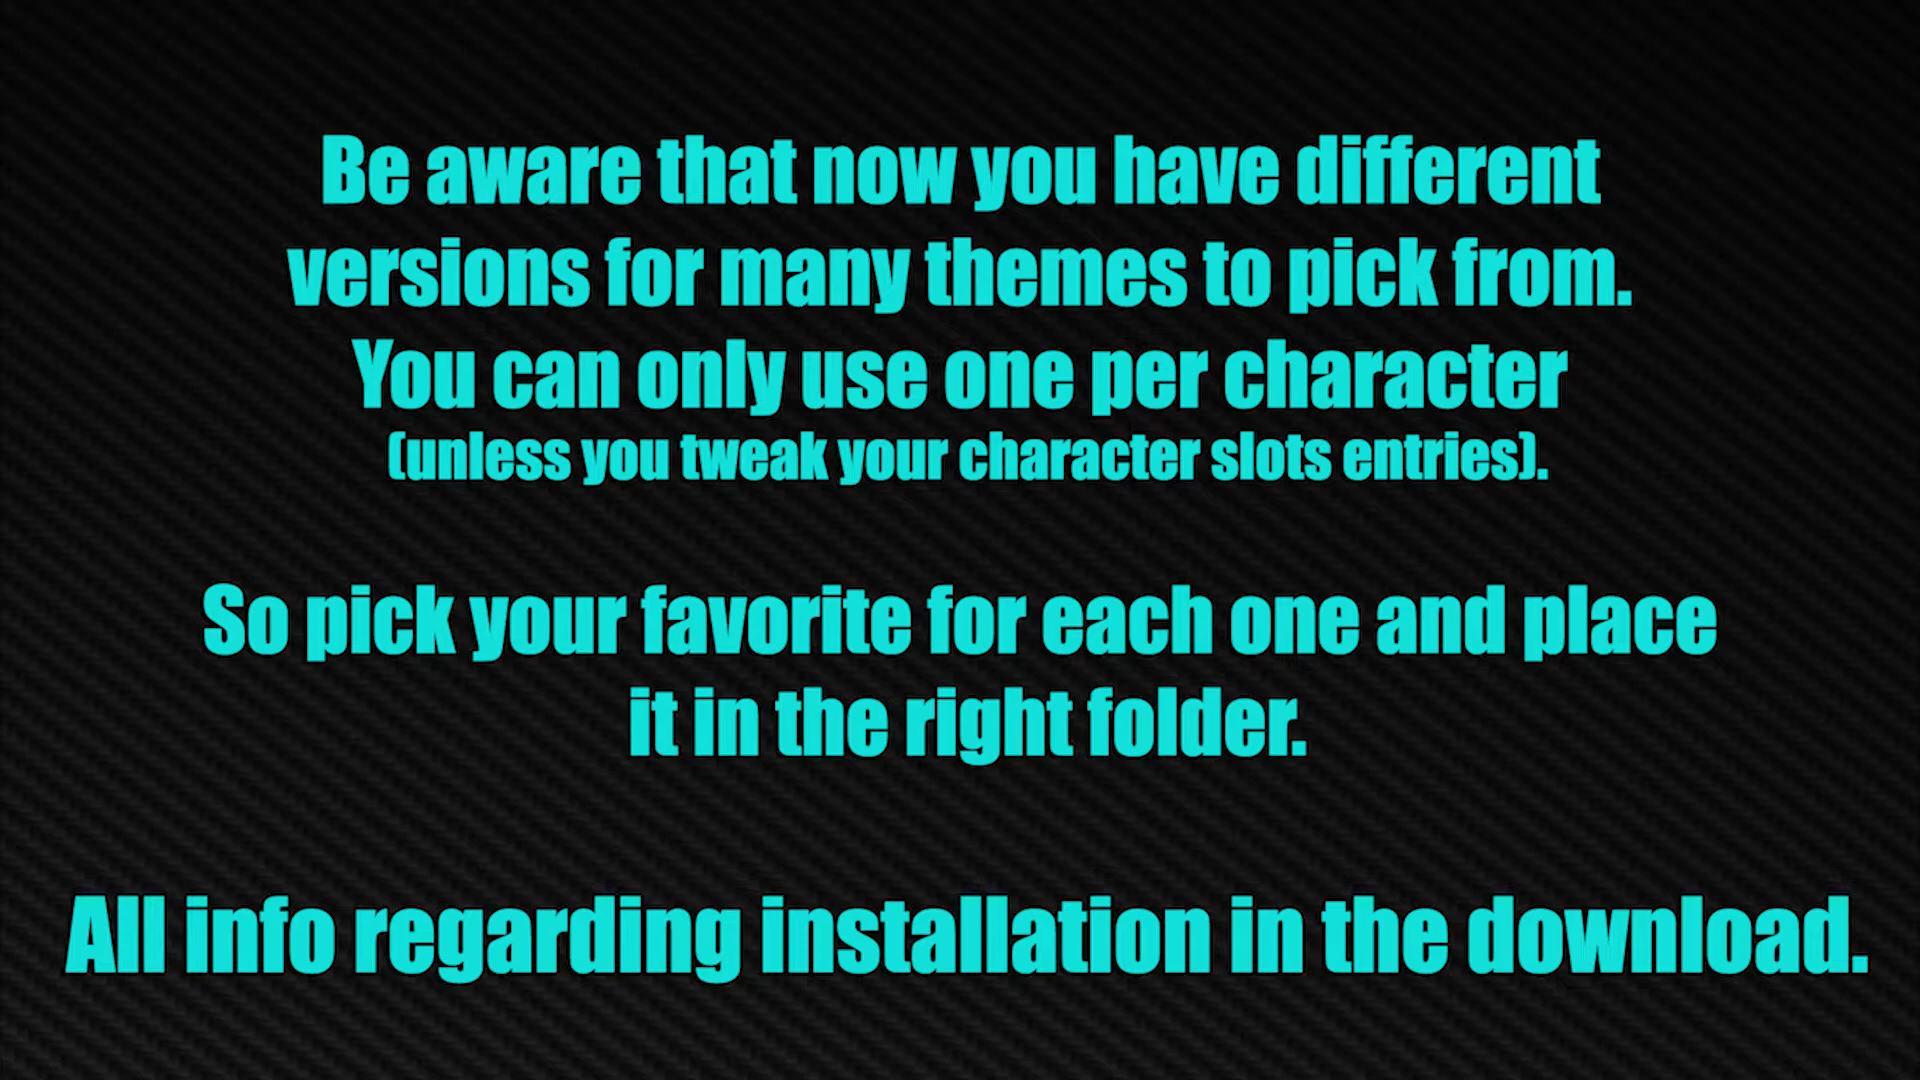 Be aware that now you have different
versions for many themes to pick from.
You can only use one per character
(unless you tweak your character slots entries).
So pick your favorite for each one and place
it in the right folder.
All info regarding installation in the download.